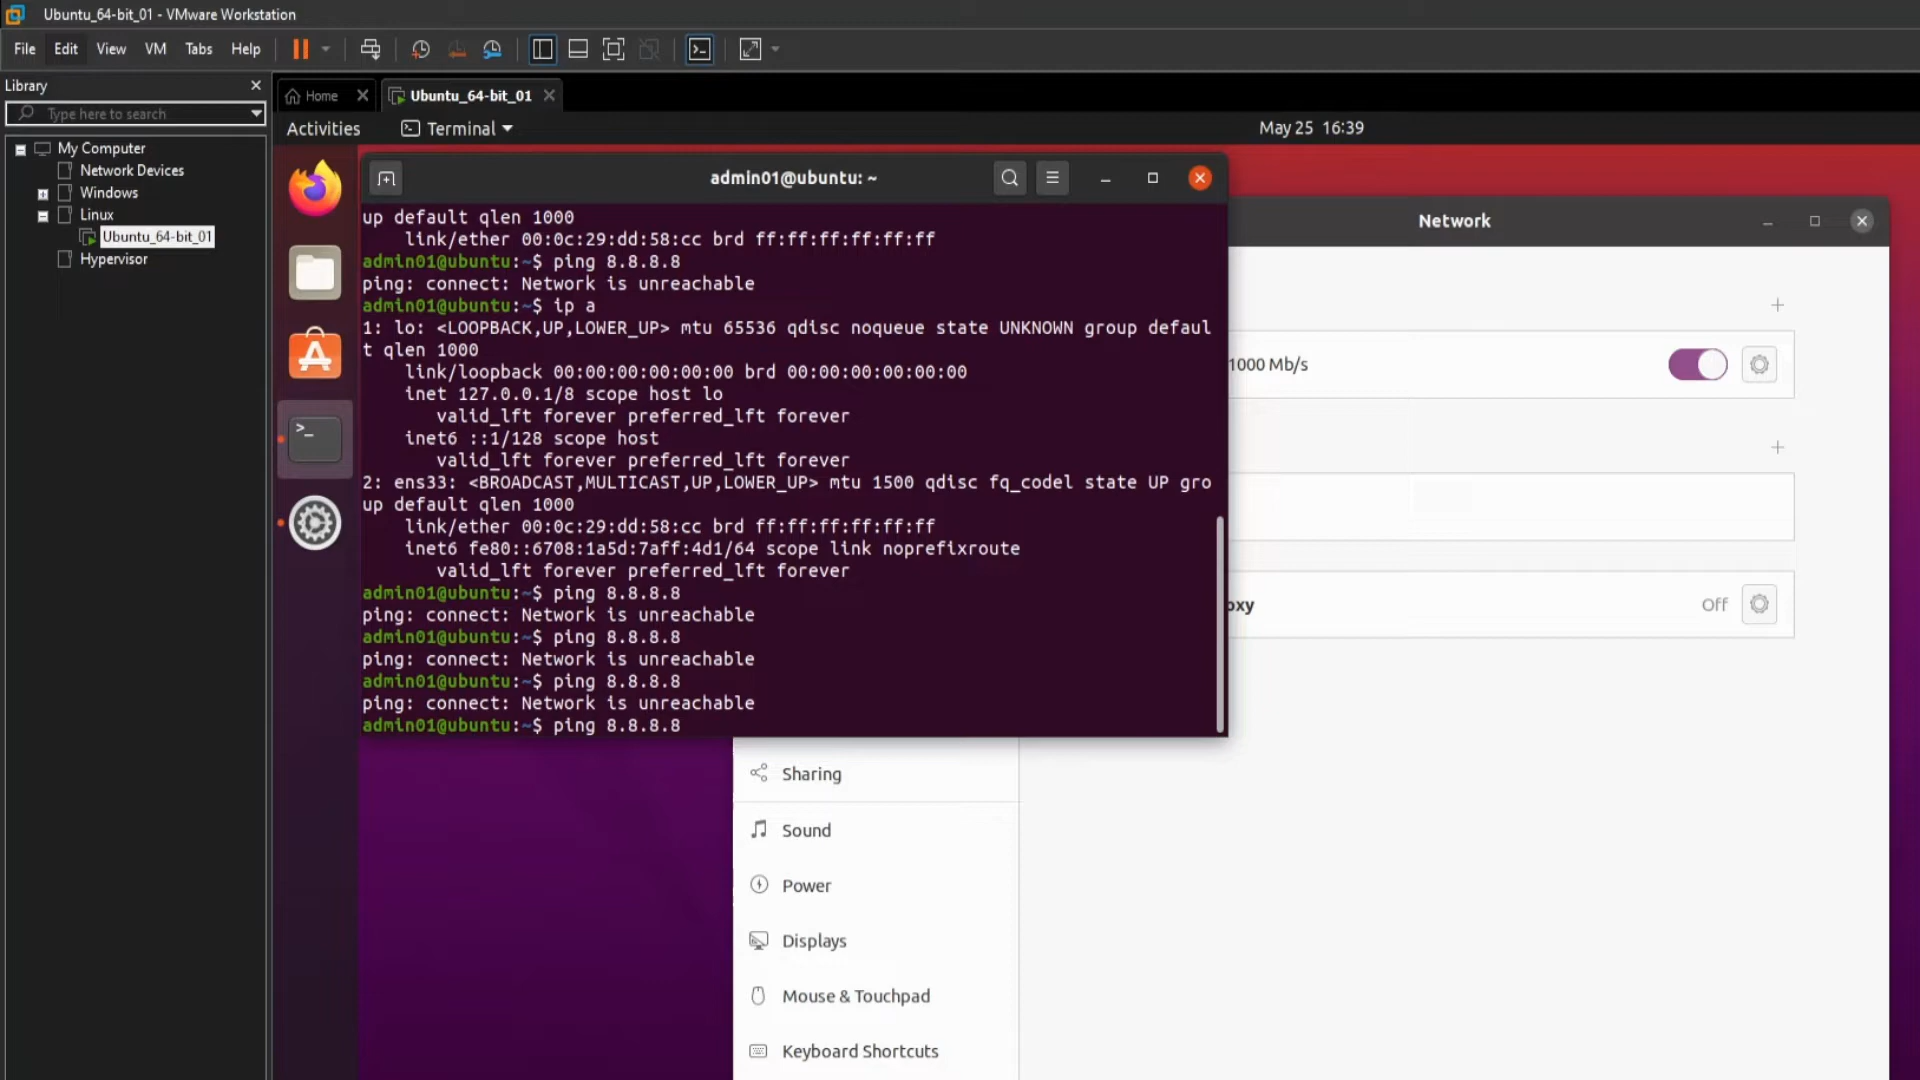 Ubuntu_64-bit_01 - VMware Workstation
File Edit View VM Tabs Help
Library
Type here to search
My Computer
Network Devices
Windows
Linux
Ubuntu_64-bit_01
Hypervisor
Home
Ubuntu_64-bit_01
Activities
Terminal
May 25 16:39
admin01@ubuntu: ~
up default qlen 1000
link/ether 00:0c:29:dd:58:cc brd ff:ff:ff:ff:ff:ff
admin01@ubuntu:~$ ping 8.8.8.8
ping: connect: Network is unreachable
admin01@ubuntu:~$ ip a
1: lo: <LOOPBACK,UP,LOWER_UP> mtu 65536 qdisc noqueue state UNKNOWN group defaul
t qlen 1000
link/loopback 00:00:00:00:00:00 brd 00:00:00:00:00:00
inet 127.0.0.1/8 scope host lo
valid_lft forever preferred_lft forever
inet6 ::1/128 scope host
valid_lft forever preferred_lft forever
2: ens33: <BROADCAST,MULTICAST,UP,LOWER_UP> mtu 1500 qdisc fq_codel state UP gro
up default qlen 1000
link/ether 00:0c:29:dd:58:cc brd ff:ff:ff:ff:ff:ff
inet6 fe80::6708:1a5d:7aff:4d1/64 scope link noprefixroute
valid_lft forever preferred_lft forever
admin01@ubuntu:~$ ping 8.8.8.8
ping: connect: Network is unreachable
admin01@ubuntu:~$ ping 8.8.8.8
ping: connect: Network is unreachable
admin01@ubuntu:~$ ping 8.8.8.8
ping: connect: Network is unreachable
admin01@ubuntu:~$ ping 8.8.8.8
Network
1000 Mb/s
oxy
Off
Sharing
Sound
Power
Displays
Mouse & Touchpad
Keyboard Shortcuts